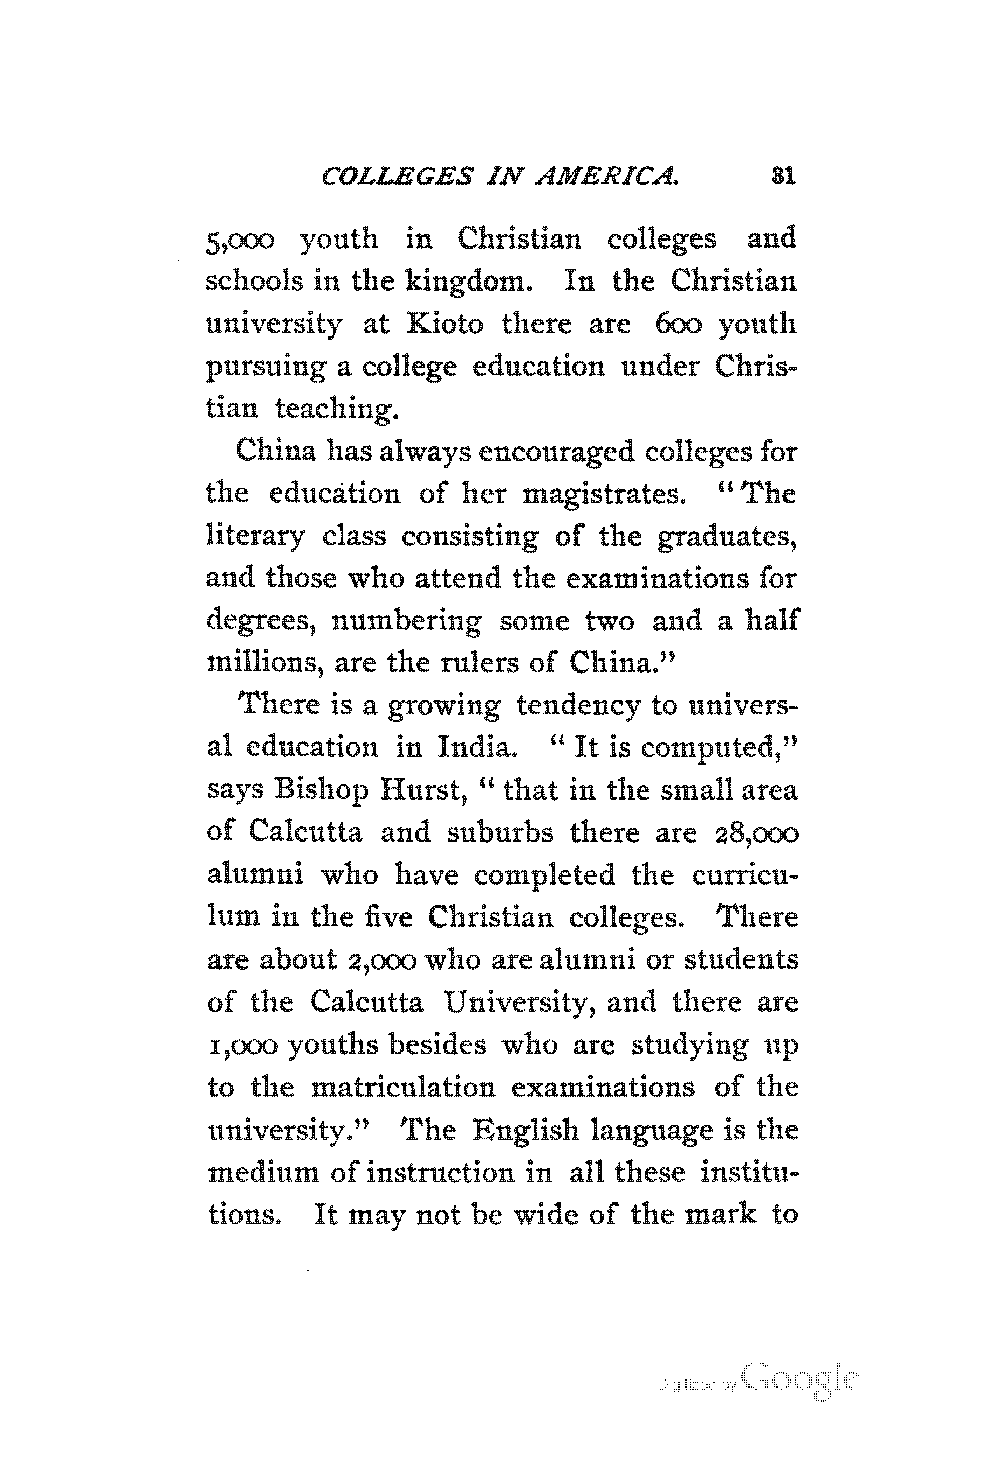 COLLEGES IN AMERICA. 31
5,000 youth in Christian colleges and
schools in the kingdom. In the Christian
university at Kioto there are 600 youth
pursuing a college education under Chris-
tian teaching.
China has always encouraged colleges for
the education of her magistrates. “The
literary class consisting of the graduates,
and those who attend the examinations for
degrees, numbering some two and a half
millions, are the rulers of China.”
There is a growing tendency to univers-
al education in India. “It is computed,”
says Bishop Hurst, “that in the small area
of Calcutta and suburbs there are 28,000
alumni who have completed the curricu-
lum in the five Christian colleges. There
are about 2,000 who are alumni or students
of the Calcutta University, and there are
1,000 youths besides who are studying up
to the matriculation examinations of the
university.” The English language is the
medium of instruction in all these institu-
tions. It may not be wide of the mark to
Digitized by Google